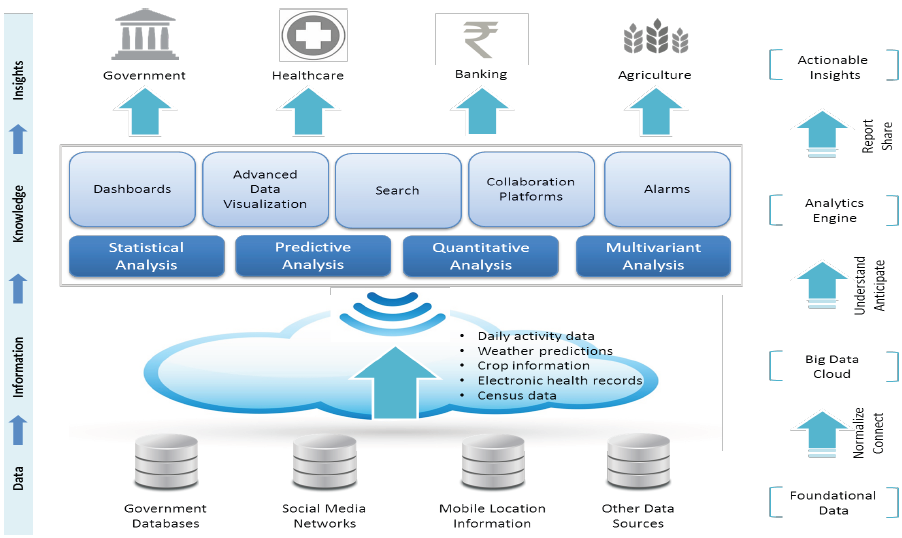 Insights
Knowledge
Information
Data
Government
Healthcare
Banking
Agriculture
Dashboards
Advanced
Data
Visualization
Search
Collaboration
Platforms
Alarms
Statistical
Analysis
Predictive
Analysis
Quantitative
Analysis
Multivariant
Analysis
• Daily activity data
• Weather predictions
• Crop information
• Electronic health records
• Census data
Government
Databases
Social Media
Networks
Mobile Location
Information
Other Data
Sources
Actionable
Insights
Report
Share
Analytics
Engine
Understand
Anticipate
Big Data
Cloud
Normalize
Connect
Foundational
Data